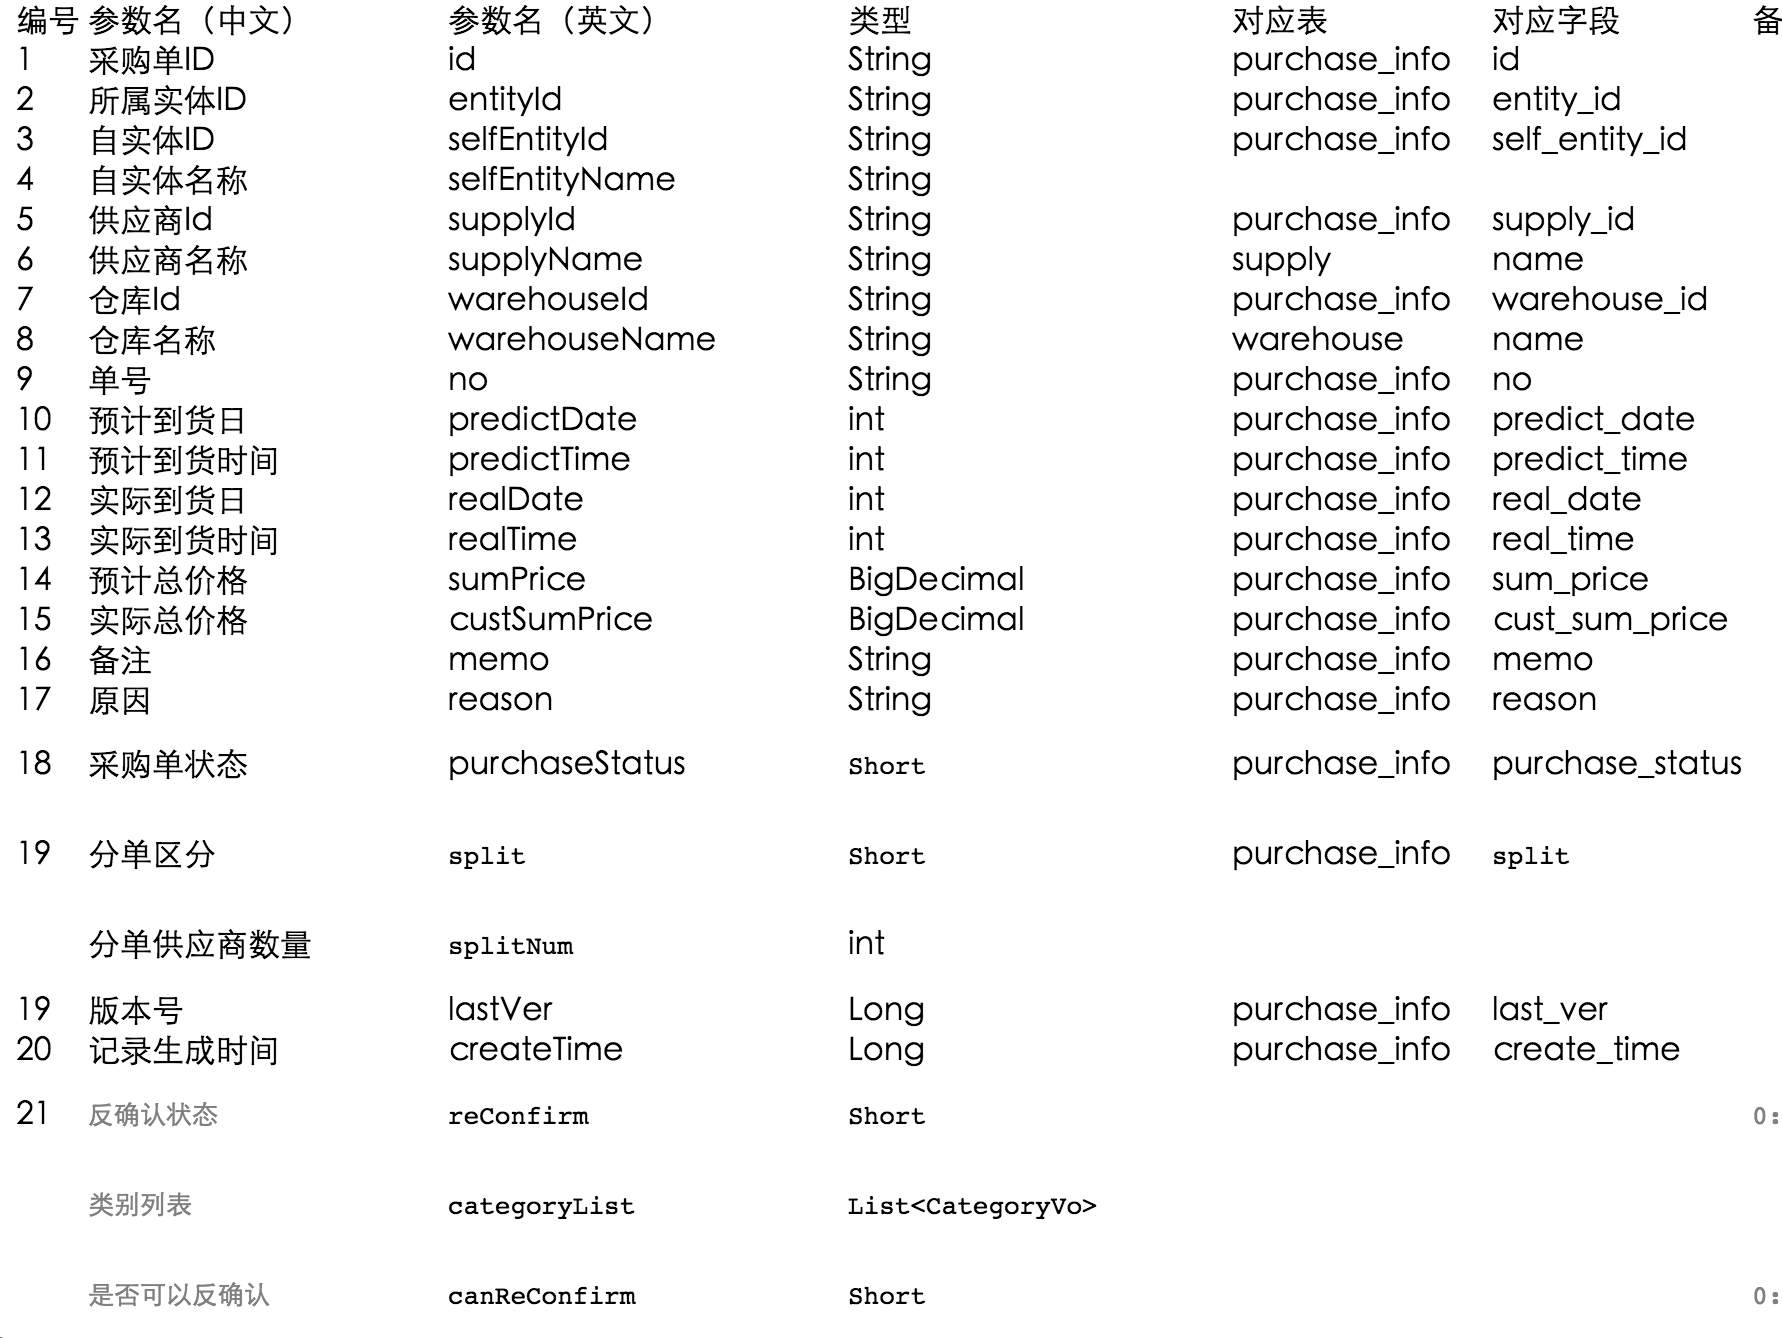 编号 参数名（中文） 参数名（英文） 类型 对应表 对应字段 备
1 采购单ID id String purchase_info id
2 所属实体ID entityId String purchase_info entity_id
3 自实体ID selfEntityId String purchase_info self_entity_id
4 自实体名称 selfEntityName String
5 供应商Id supplyId String purchase_info supply_id
6 供应商名称 supplyName String supply name
7 仓库Id warehouseId String purchase_info warehouse_id
8 仓库名称 warehouseName String warehouse name
9 单号 no String purchase_info no
10 预计到货日 predictDate int purchase_info predict_date
11 预计到货时间 predictTime int purchase_info predict_time
12 实际到货日 realDate int purchase_info real_date
13 实际到货时间 realTime int purchase_info real_time
14 预计总价格 sumPrice BigDecimal purchase_info sum_price
15 实际总价格 custSumPrice BigDecimal purchase_info cust_sum_price
16 备注 memo String purchase_info memo
17 原因 reason String purchase_info reason
18 采购单状态 purchaseStatus Short purchase_info purchase_status
19 分单区分 split Short purchase_info split
分单供应商数量 splitNum int
19 版本号 lastVer Long purchase_info last_ver
20 记录生成时间 createTime Long purchase_info create_time
21 反确认状态 reConfirm Short 0:
类别列表 categoryList List<CategoryVo>
是否可以反确认 canReConfirm Short 0: